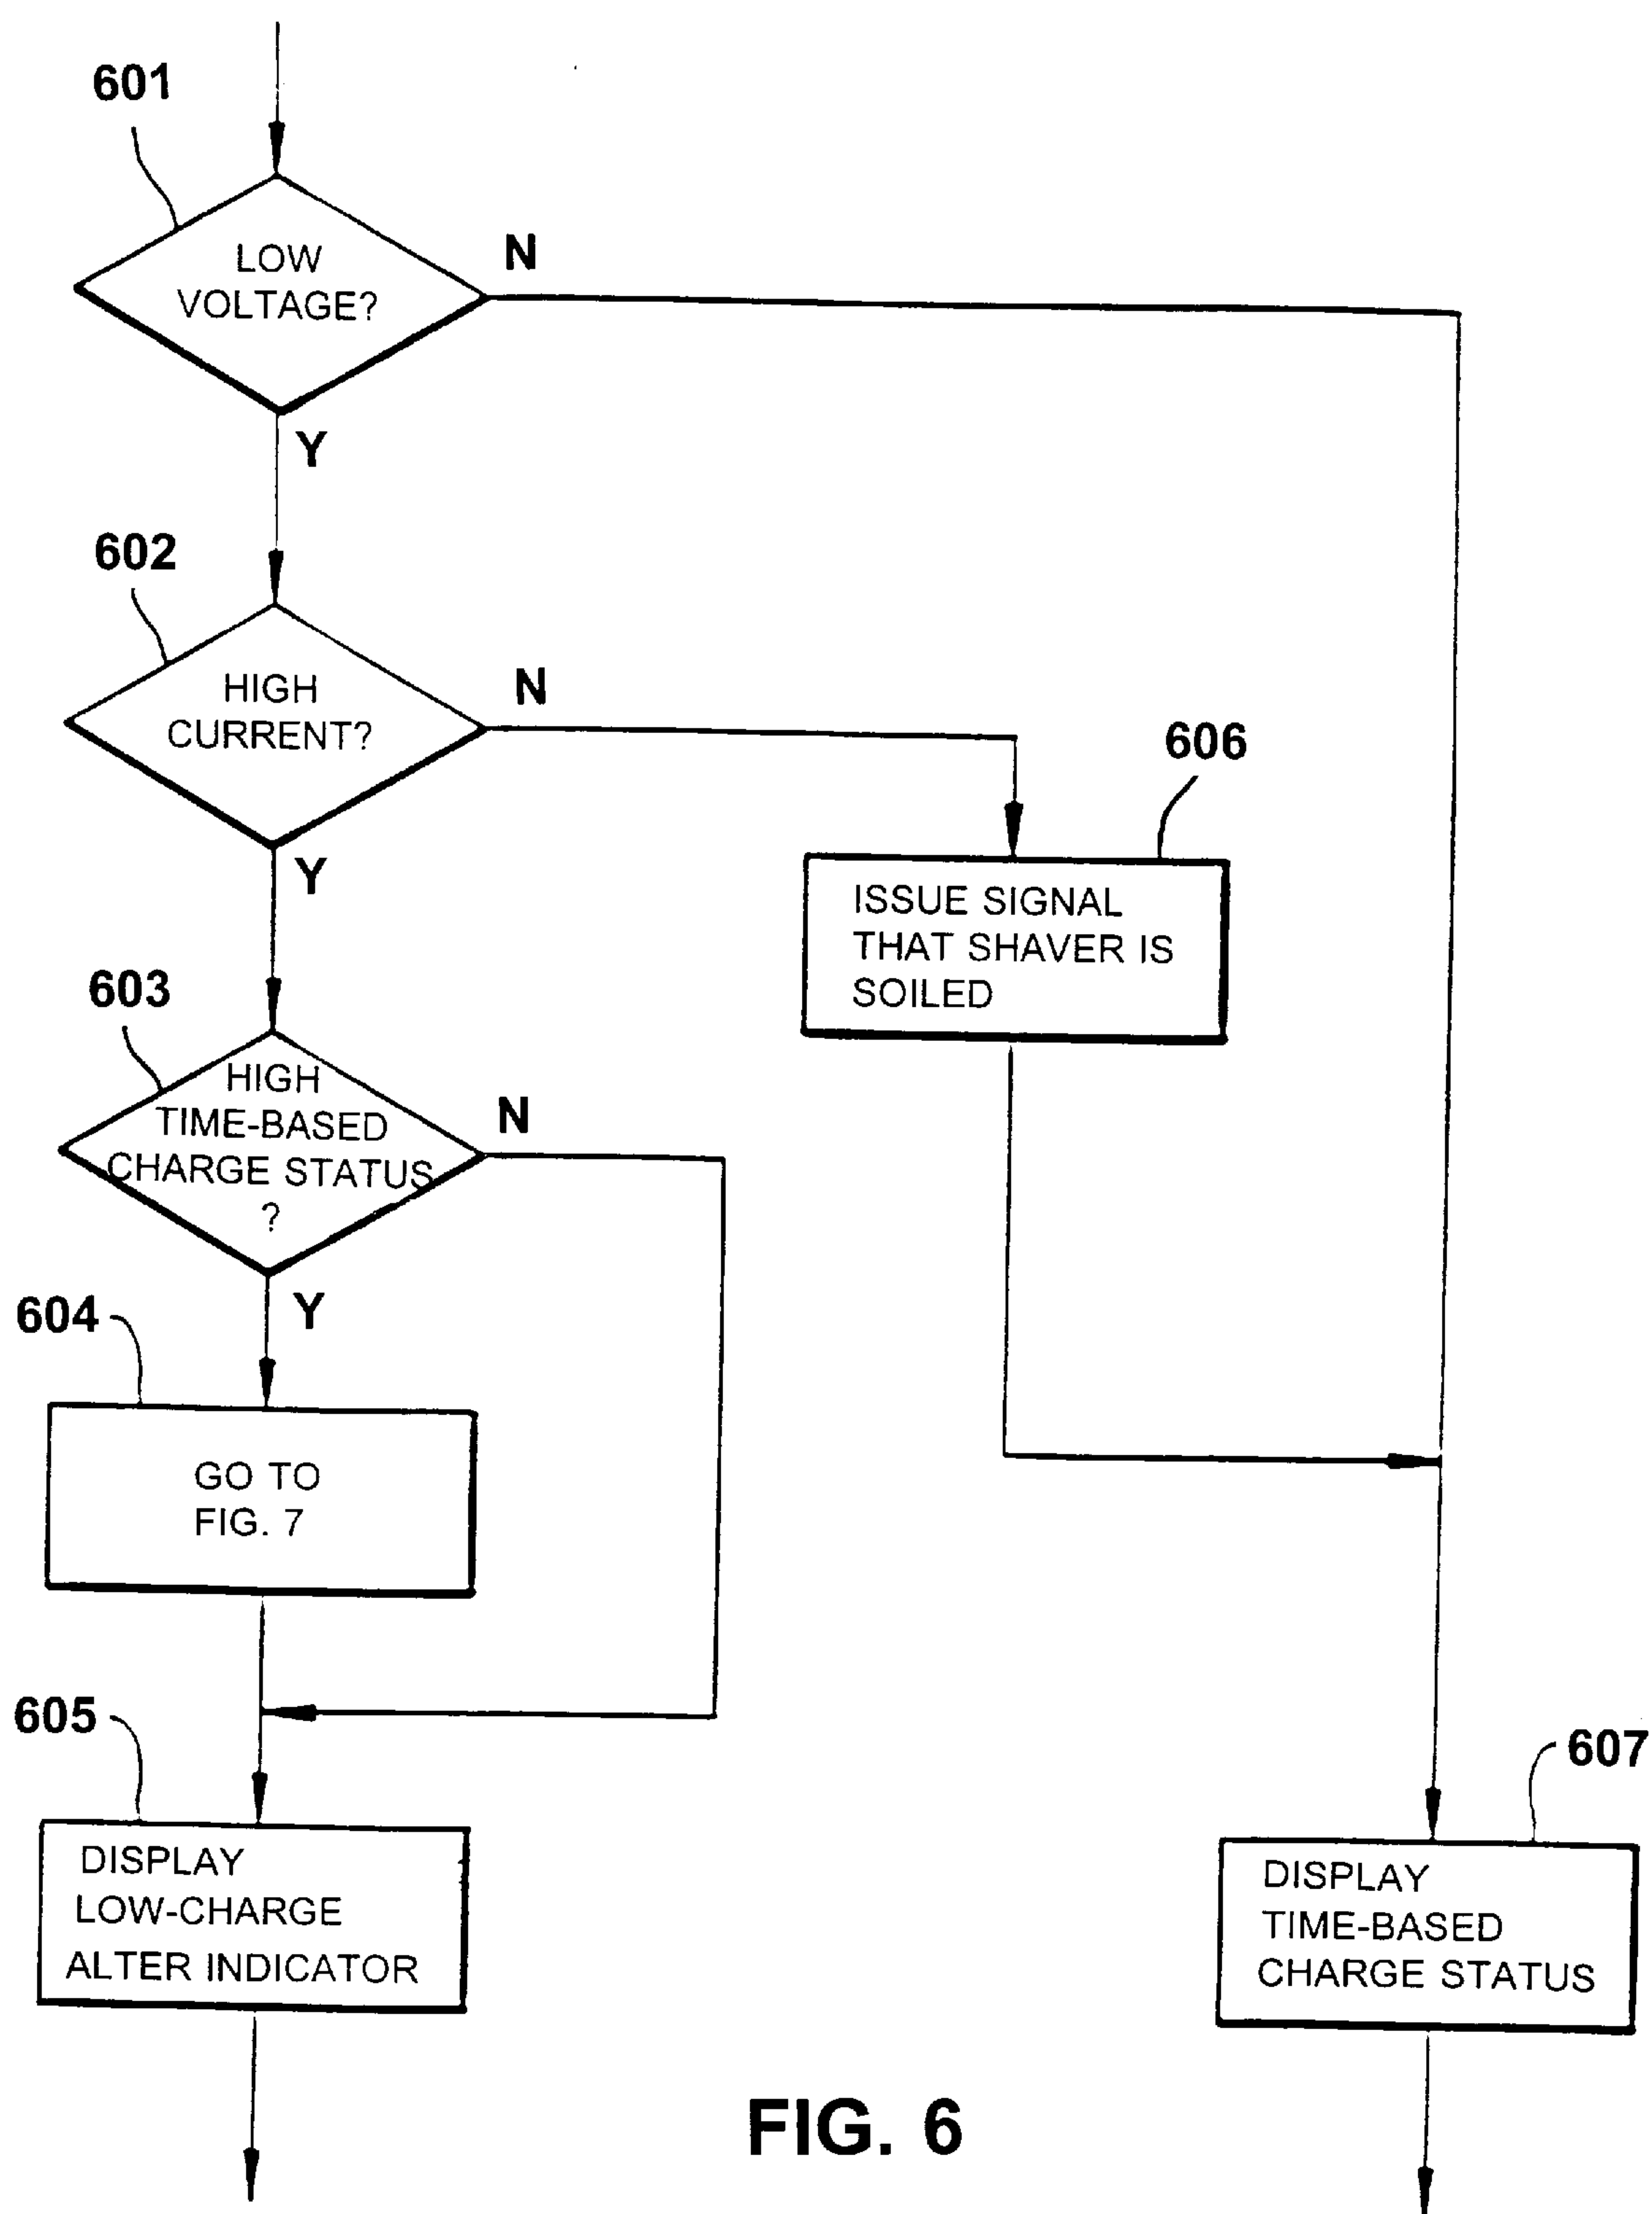 601
LOW
VOLTAGE?
N
Y
602
HIGH
CURRENT?
N
Y
606
ISSUE SIGNAL
THAT SHAVER IS
SOILED
603
HIGH
TIME-BASED
CHARGE STATUS
?
N
Y
604
GO TO
FIG. 7
605
DISPLAY
LOW-CHARGE
ALTER INDICATOR
607
DISPLAY
TIME-BASED
CHARGE STATUS
FIG. 6